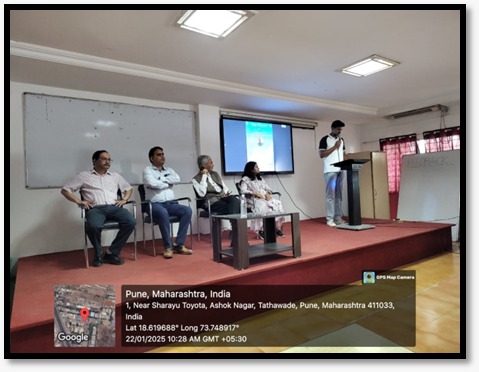 GPS Map Camera
Pune, Maharashtra, India
1, Near Sharayu Toyota, Ashok Nagar, Tathawade, Pune, Maharashtra 411033,
India
Lat 18.619688° Long 73.748917°
22/01/2025 10:28 AM GMT +05:30
Google